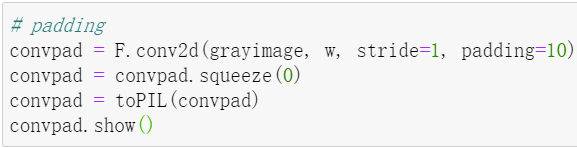 # padding
convpad = F.conv2d(grayimage, w, stride=1, padding=10)
convpad = convpad.squeeze(0)
convpad = toPIL(convpad)
convpad.show()